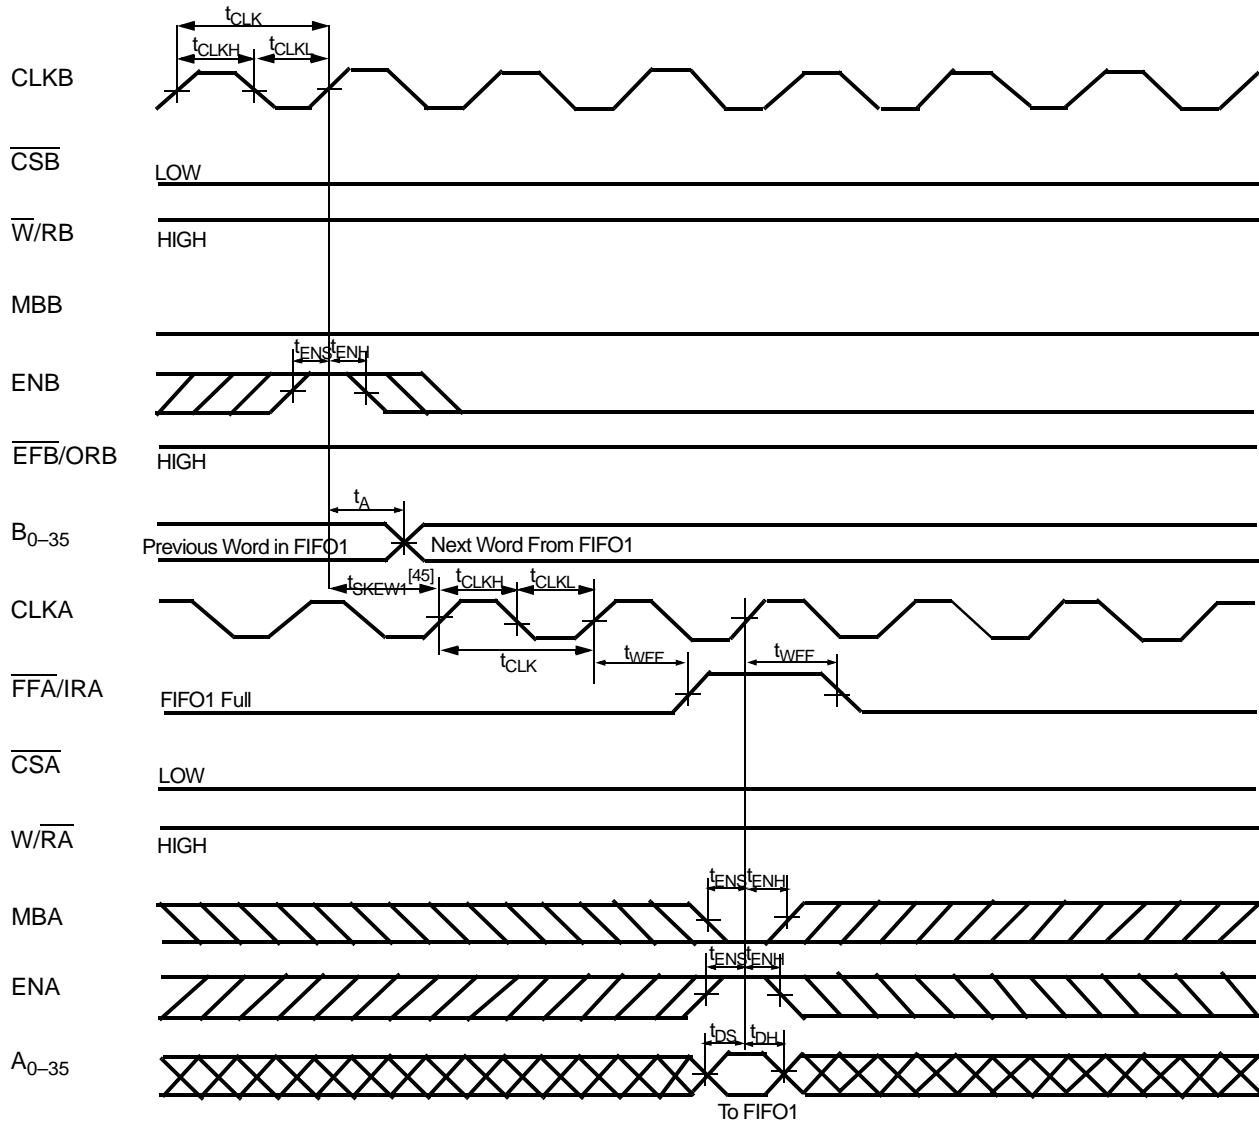 tCLK
tCLKH tCLKL
CLKB
CSB
LOW
W/RB
HIGH
MBB
tENS tENH
ENB
EFB/ORB
HIGH
tA
B0–35
Previous Word in FIFO1
Next Word From FIFO1
tSKEW1[45] tCLKH tCLKL
CLKA
tCLK
tWFF
tWFF
FFA/IRA
FIFO1 Full
CSA
LOW
W/RA
HIGH
tENS tENH
MBA
tENS tENH
ENA
tDS tDH
A0–35
To FIFO1